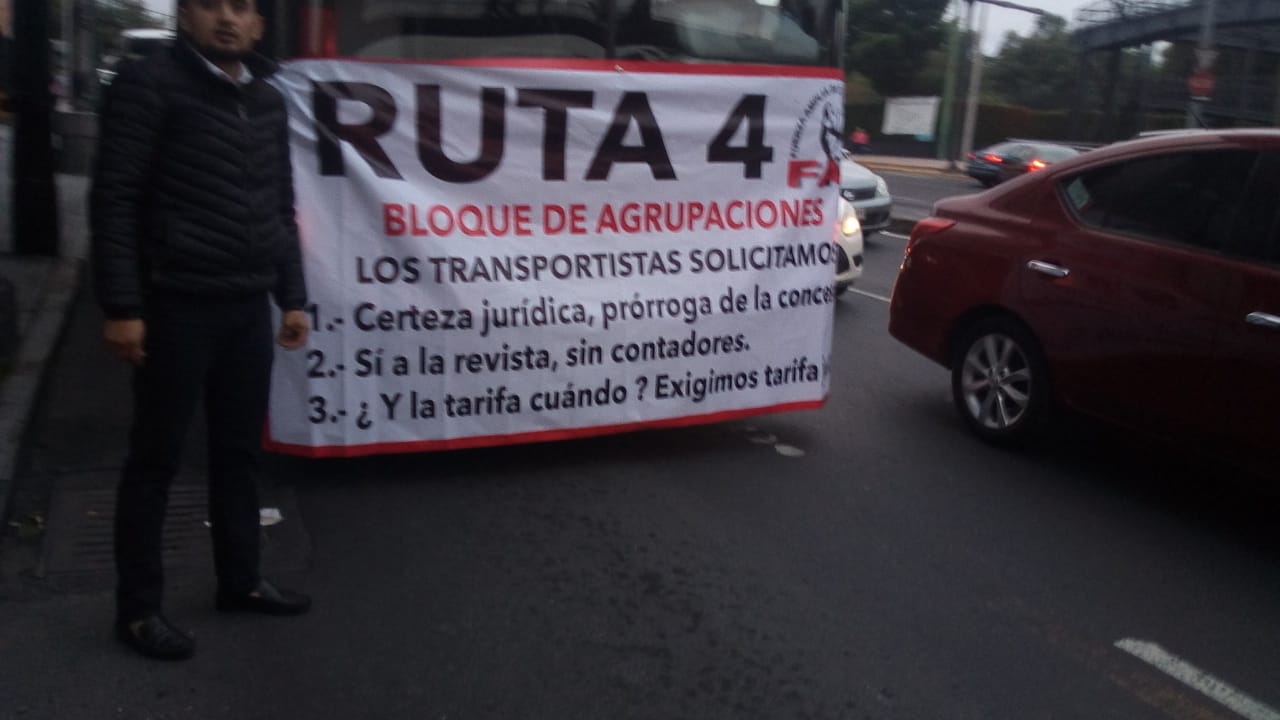 RUTA 4
BLOQUE DE AGRUPACIONES
LOS TRANSPORTISTAS SOLICITAMOS
1.- Certeza jurídica, prórroga de la conce
2.- Sí a la revista, sin contadores.
3.- ¿ Y la tarifa cuándo ? Exigimos tarifa